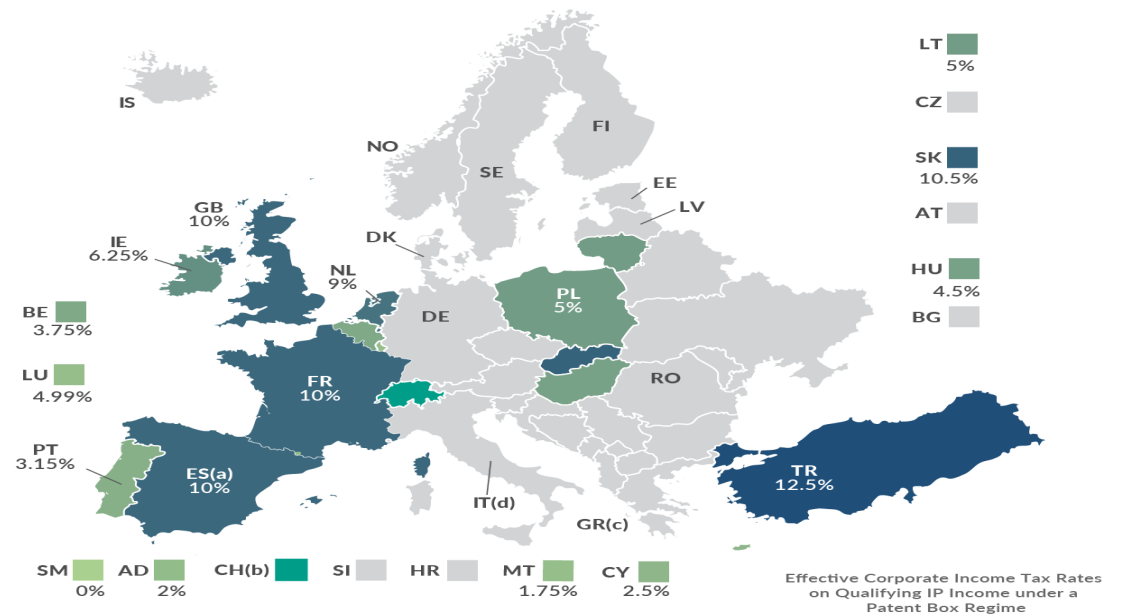 IS
NO
SE
FI
EE
LV
DK
GB
10%
IE
6.25%
NL
9%
DE
PL
5%
BE
3.75%
LU
4.99%
FR
10%
RO
PT
3.15%
ES(a)
10%
IT(d)
GR(c)
TR
12.5%
LT
5%
CZ
SK
10.5%
AT
HU
4.5%
BG
SM
0%
AD
2%
CH(b)
SI
HR
MT
1.75%
CY
2.5%
Effective Corporate Income Tax Rates
on Qualifying IP Income under a
Patent Box Regime